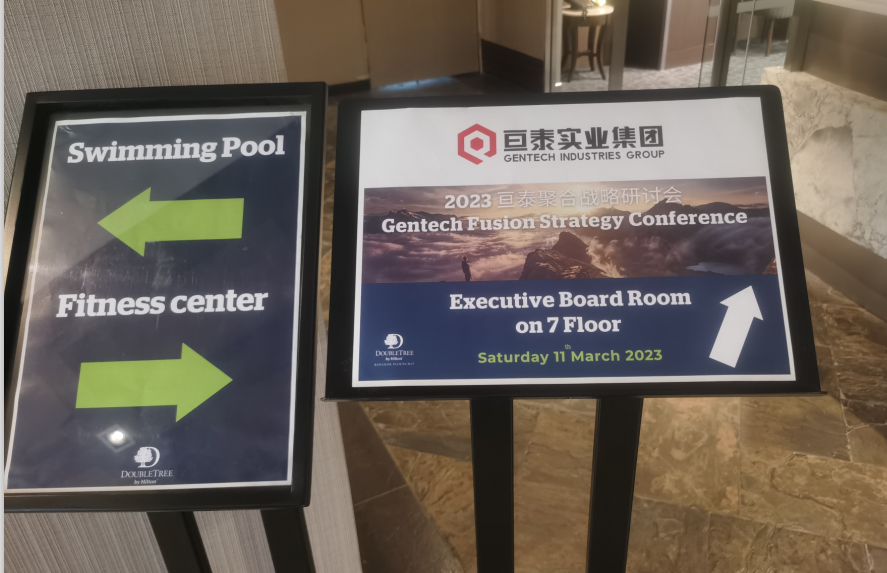 Swimming Pool
Fitness center
DOUBLETREE
by Hilton
亘泰实业集团
GENTECH INDUSTRIES GROUP
2023 亘泰聚合战略研讨会
Gentech Fusion Strategy Conference
Executive Board Room
on 7 Floor
th
Saturday 11 March 2023
DOUBLETREE
by Hilton